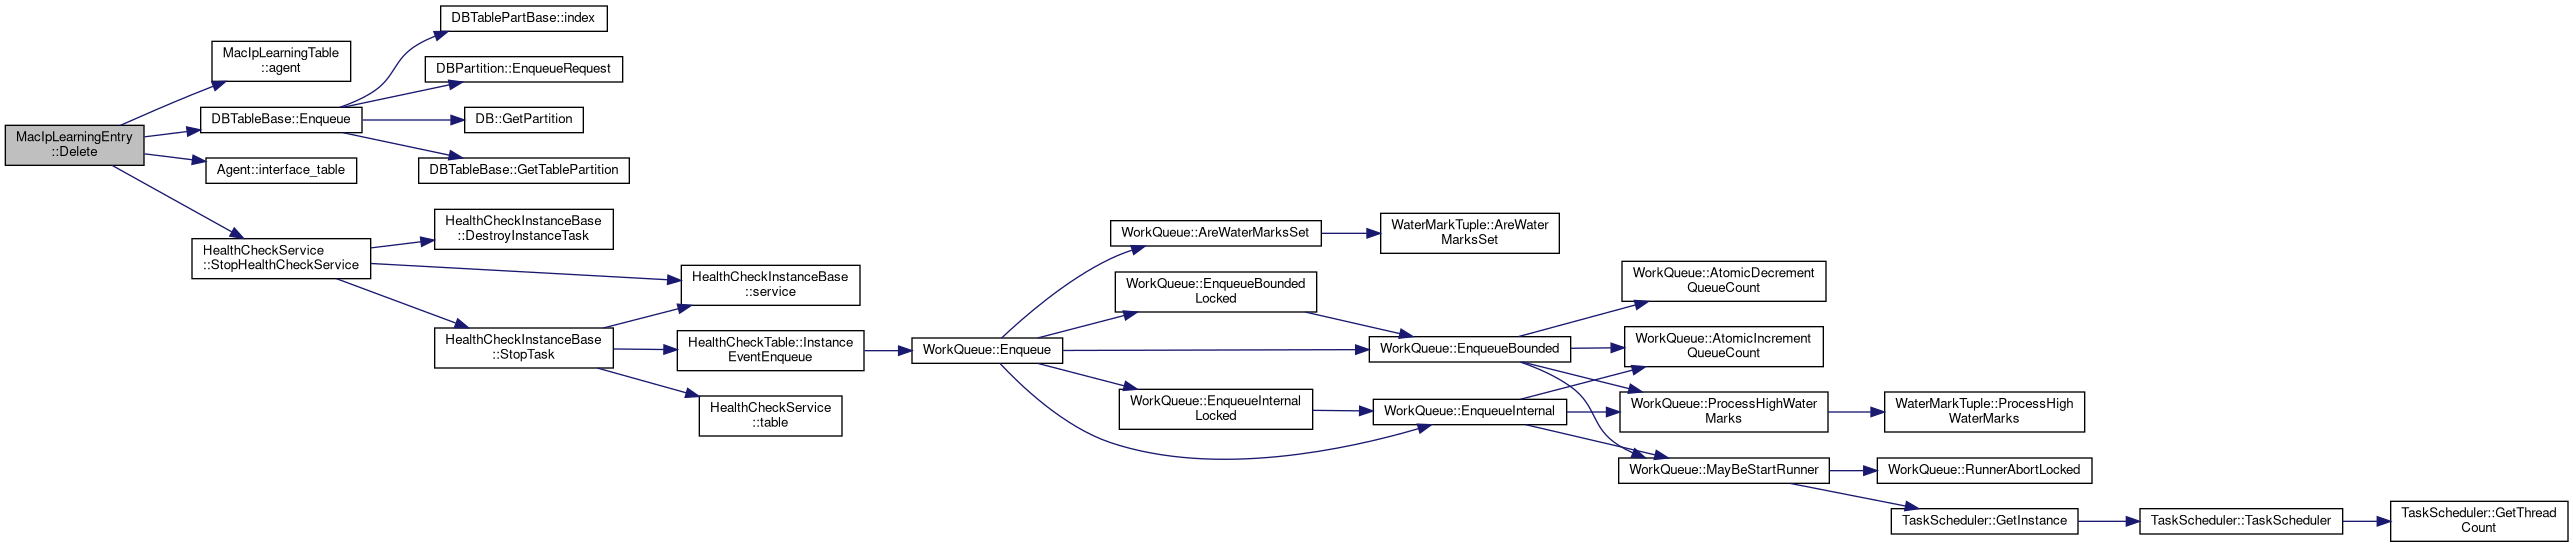 MacIpLearningEntry
::Delete
MacIpLearningTable
::agent
DBTableBase::Enqueue
Agent::interface_table
HealthCheckService
::StopHealthCheckService
DBTablePartBase::index
DBPartition::EnqueueRequest
DB::GetPartition
DBTableBase::GetTablePartition
HealthCheckInstanceBase
::DestroyInstanceTask
HealthCheckInstanceBase
::StopTask
HealthCheckInstanceBase
::service
HealthCheckTable::Instance
EventEnqueue
HealthCheckService
::table
WorkQueue::Enqueue
WorkQueue::AreWaterMarksSet
WorkQueue::EnqueueBounded
Locked
WorkQueue::EnqueueInternal
Locked
WaterMarkTuple::AreWater
MarksSet
WorkQueue::EnqueueBounded
WorkQueue::EnqueueInternal
WorkQueue::AtomicDecrement
QueueCount
WorkQueue::AtomicIncrement
QueueCount
WorkQueue::ProcessHighWater
Marks
WorkQueue::MayBeStartRunner
WaterMarkTuple::ProcessHigh
WaterMarks
WorkQueue::RunnerAbortLocked
TaskScheduler::GetInstance
TaskScheduler::TaskScheduler
TaskScheduler::GetThread
Count